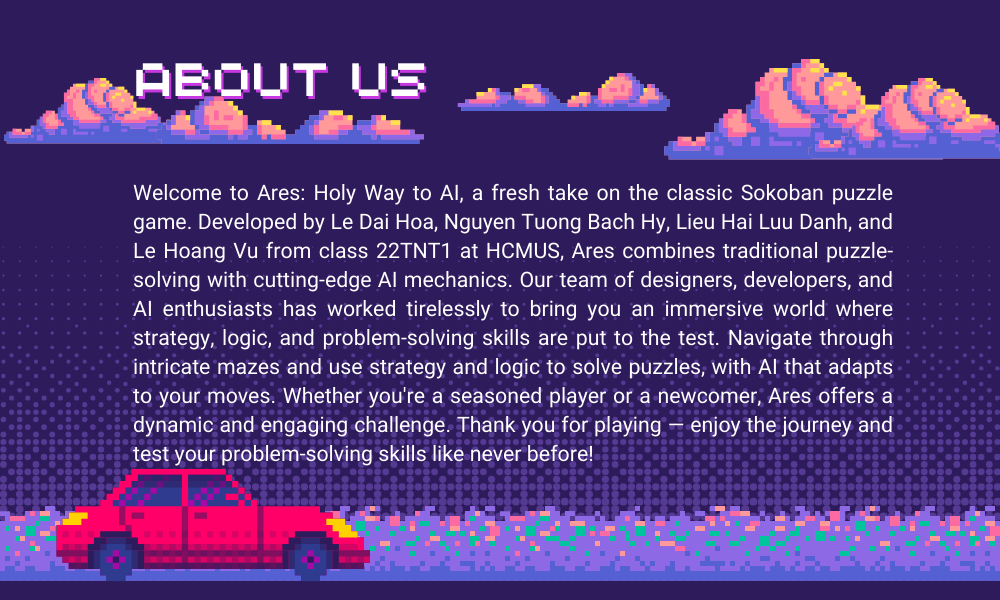 ABOUT US
Welcome to Ares: Holy Way to AI, a fresh take on the classic Sokoban puzzle
game. Developed by Le Dai Hoa, Nguyen Tuong Bach Hy, Lieu Hai Luu Danh, and
Le Hoang Vu from class 22TNT1 at HCMUS, Ares combines traditional puzzle-
solving with cutting-edge AI mechanics. Our team of designers, developers, and
AI enthusiasts has worked tirelessly to bring you an immersive world where
strategy, logic, and problem-solving skills are put to the test. Navigate through
intricate mazes and use strategy and logic to solve puzzles, with AI that adapts
to your moves. Whether you're a seasoned player or a newcomer, Ares offers a
dynamic and engaging challenge. Thank you for playing — enjoy the journey and
test your problem-solving skills like never before!